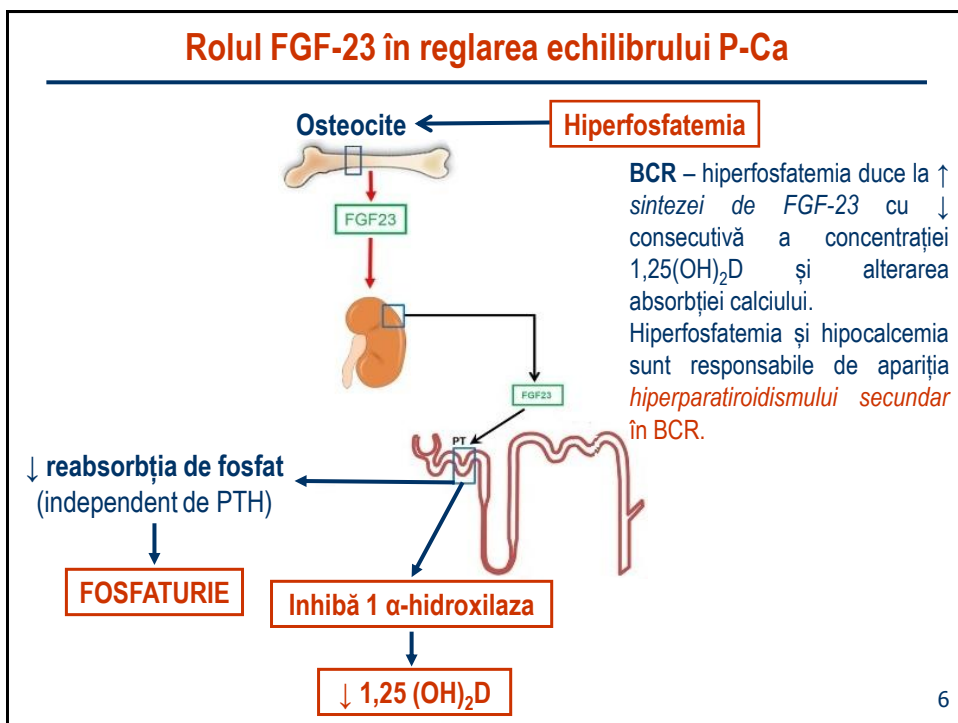 Rolul FGF-23 în reglarea echilibrului P-Ca
Osteocite
Hiperfosfatemia
FGF23
BCR – hiperfosfatemia duce la ↑
sintezei de FGF-23 cu ↓
consecutivă a concentrației
1,25(OH)₂D și alterarea
absorbției calciului.
Hiperfosfatemia și hipocalcemia
sunt responsabile de apariția
hiperparatiroidismului secundar
în BCR.
FGF23
PT
↓ reabsorbția de fosfat
(independent de PTH)
FOSFATURIE
Inhibă 1 α-hidroxilaza
↓ 1,25 (OH)₂D
6